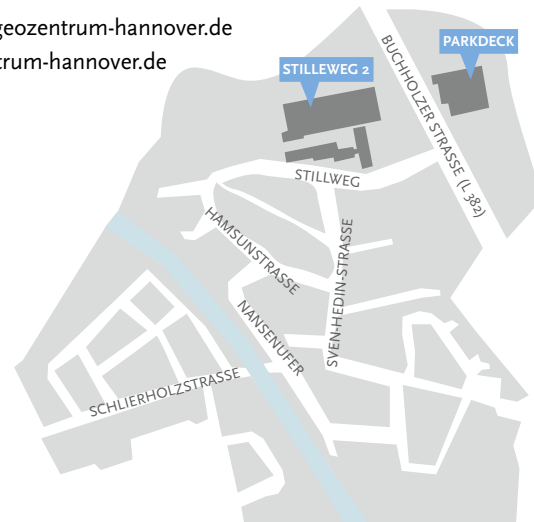 geozentrum-hannover.de
trum-hannover.de
PARKDECK
STILLEWEG 2
BUCHHOLZER STRASSE (L 382)
STILLWEG
HAMSUNSTRASSE
SVEN-HEDIN-STRASSE
NANSENUFER
SCHLIERHOLZSTRASSE